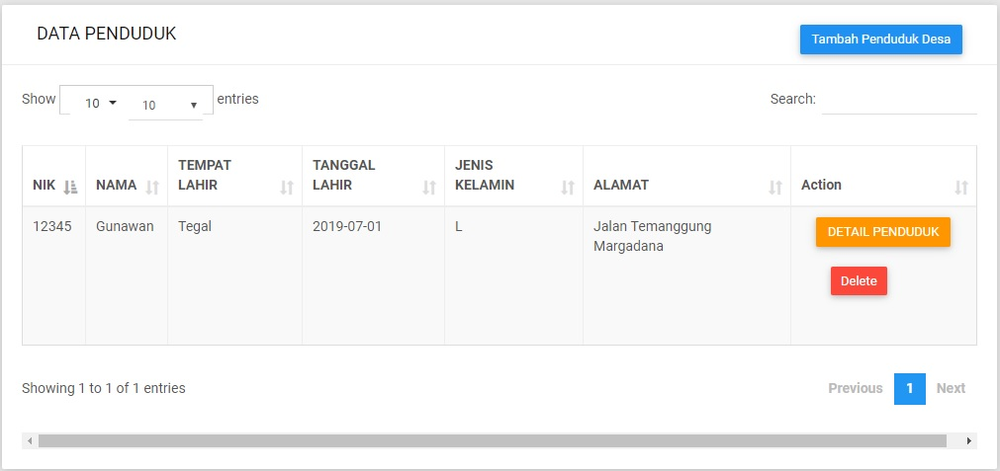 DATA PENDUDUK
Tambah Penduduk Desa
Show 10 10 entries
Search:
NIK NAMA TEMPAT LAHIR TANGGAL LAHIR JENIS KELAMIN ALAMAT Action
12345 Gunawan Tegal 2019-07-01 L Jalan Temanggung Margadana DETAIL PENDUDUK
Delete
Showing 1 to 1 of 1 entries
Previous 1 Next